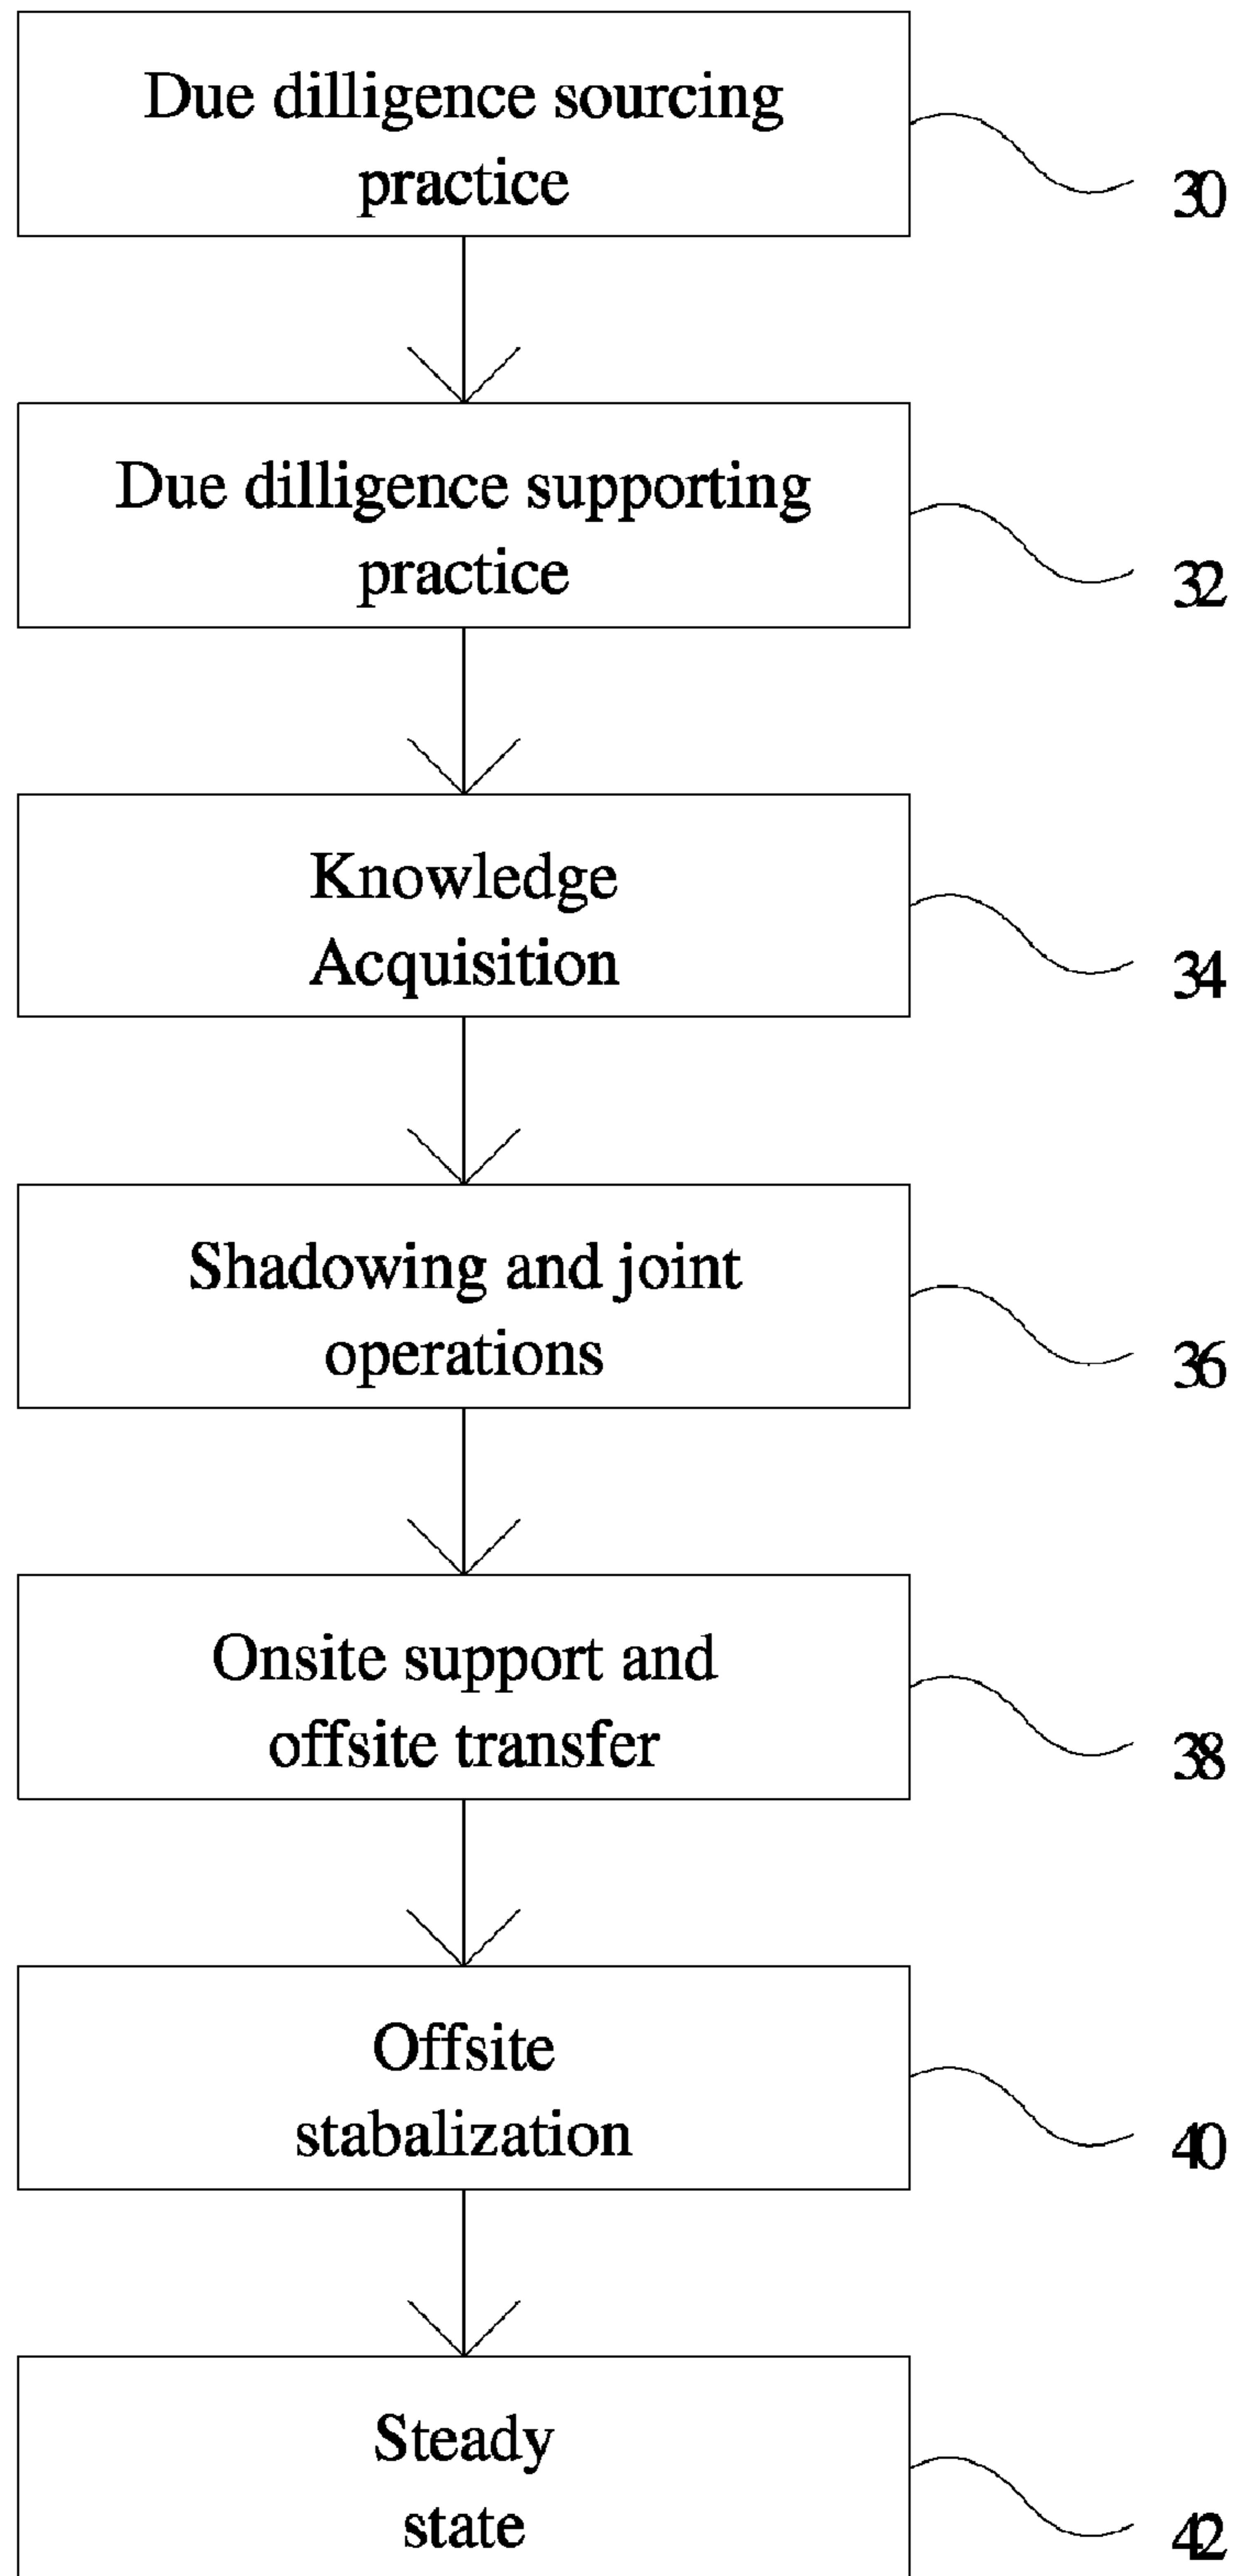 Due dilligence sourcing
practice
30
Due dilligence supporting
practice
32
Knowledge
Acquisition
34
Shadowing and joint
operations
36
Onsite support and
offsite transfer
38
Offsite
stabalization
40
Steady
state
42